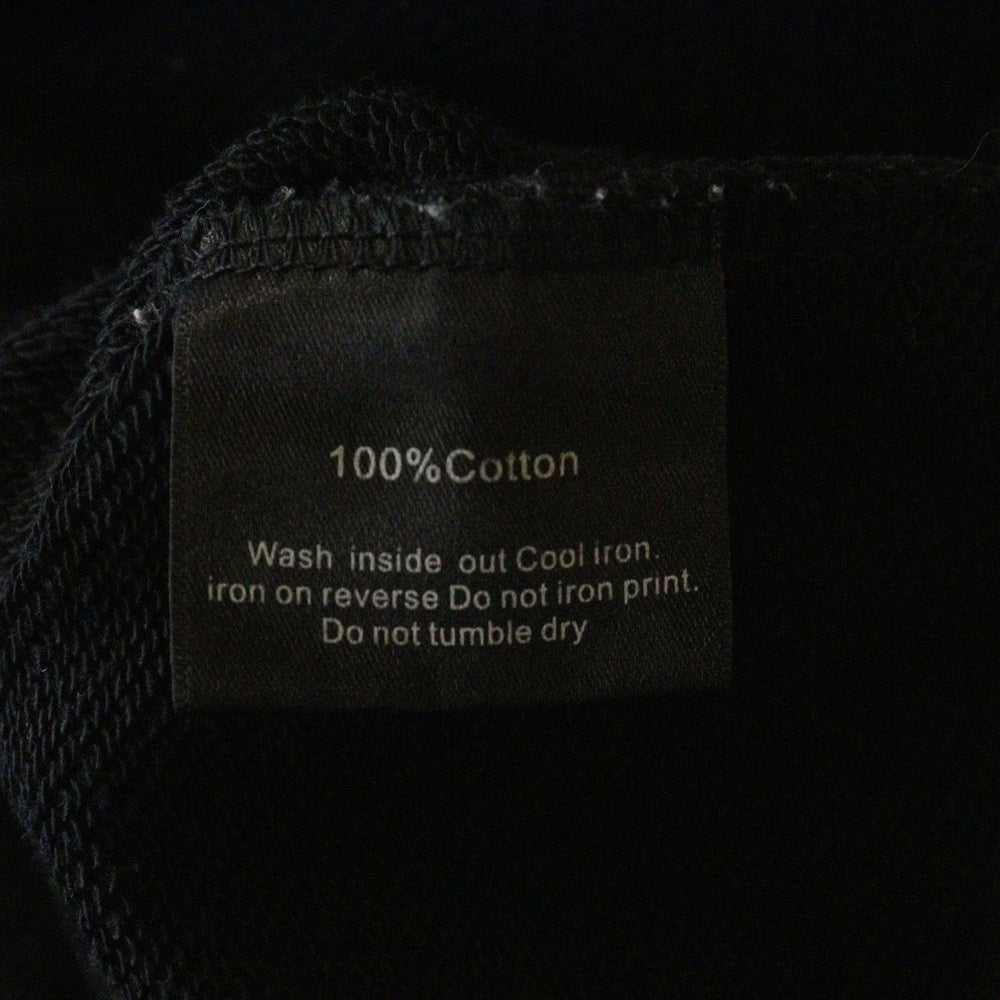 100%Cotton
Wash inside out Cool iron.
iron on reverse Do not iron print.
Do not tumble dry